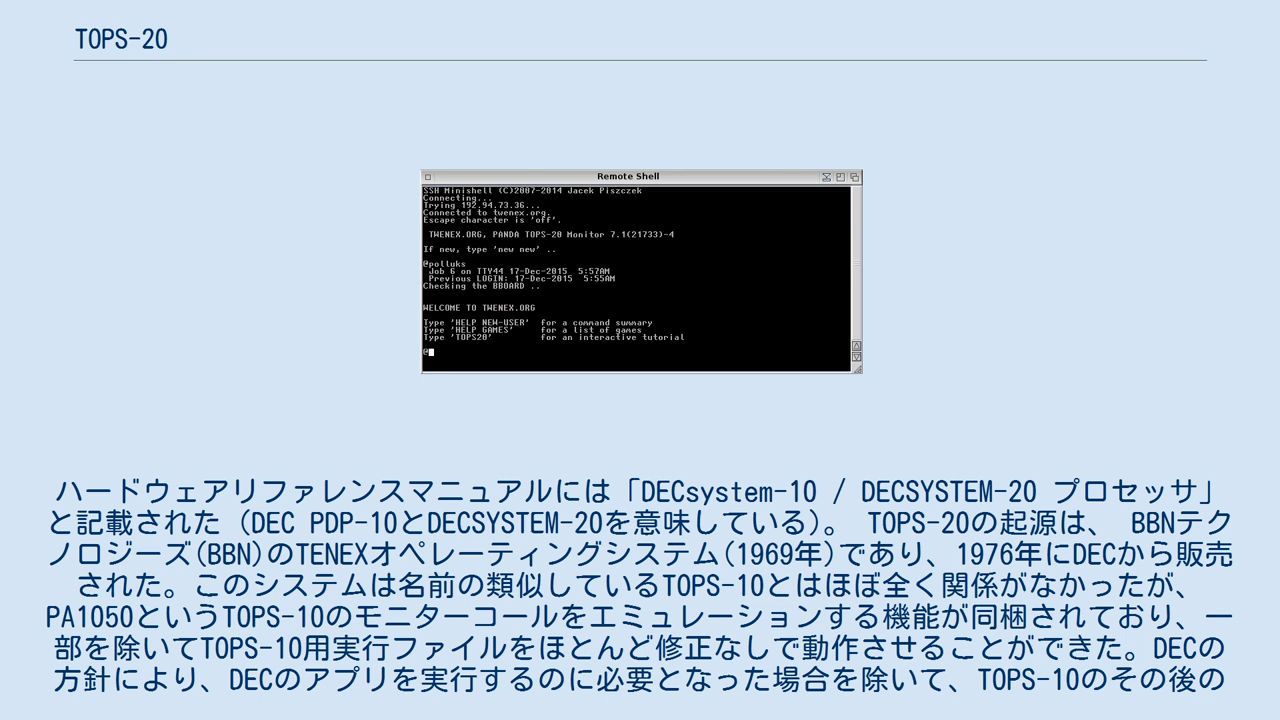 TOPS-20
Remote Shell
SSH Minishell (C)2007-2014 Jacek Piszczek
Connecting...
Trying 192.94.73.36...
Connected to twenex.org.
Escape character is 'off'.
TWENEX.ORG, PANDA TOPS-20 Monitor 7.1(21733)-4
If new, type 'new new' ..
@polluks
Job 6 on TTY44 17-Dec-2015  5:57AM
Previous LOGIN: 17-Dec-2015  5:55AM
Checking the BBOARD ..
WELCOME TO TWENEX.ORG
Type 'HELP NEW-USER'  for a command summary
Type 'HELP GAMES'     for a list of games
Type 'TOPS20'         for an interactive tutorial
@
ハードウェアリファレンスマニュアルには「DECsystem-10 / DECSYSTEM-20 プロセッサ」
と記載された (DEC PDP-10とDECSYSTEM-20を意味している)。 TOPS-20の起源は、 BBNテク
ノロジーズ(BBN)のTENEXオペレーティングシステム(1969年)であり、1976年にDECから販売
された。このシステムは名前の類似しているTOPS-10とはほぼ全く関係がなかったが、
PA1050というTOPS-10のモニターコールをエミュレーションする機能が同梱されており、一
部を除いてTOPS-10用実行ファイルをほとんど修正なしで動作させることができた。DECの
方針により、DECのアプリを実行するのに必要となった場合を除いて、TOPS-10のその後の